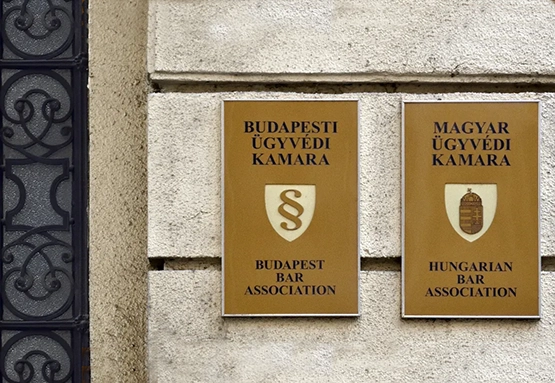 BUDAPESTI
ÜGYVÉDI
KAMARA
§
BUDAPEST
BAR
ASSOCIATION
MAGYAR
ÜGYVÉDI
KAMARA
HUNGARIAN
BAR
ASSOCIATION